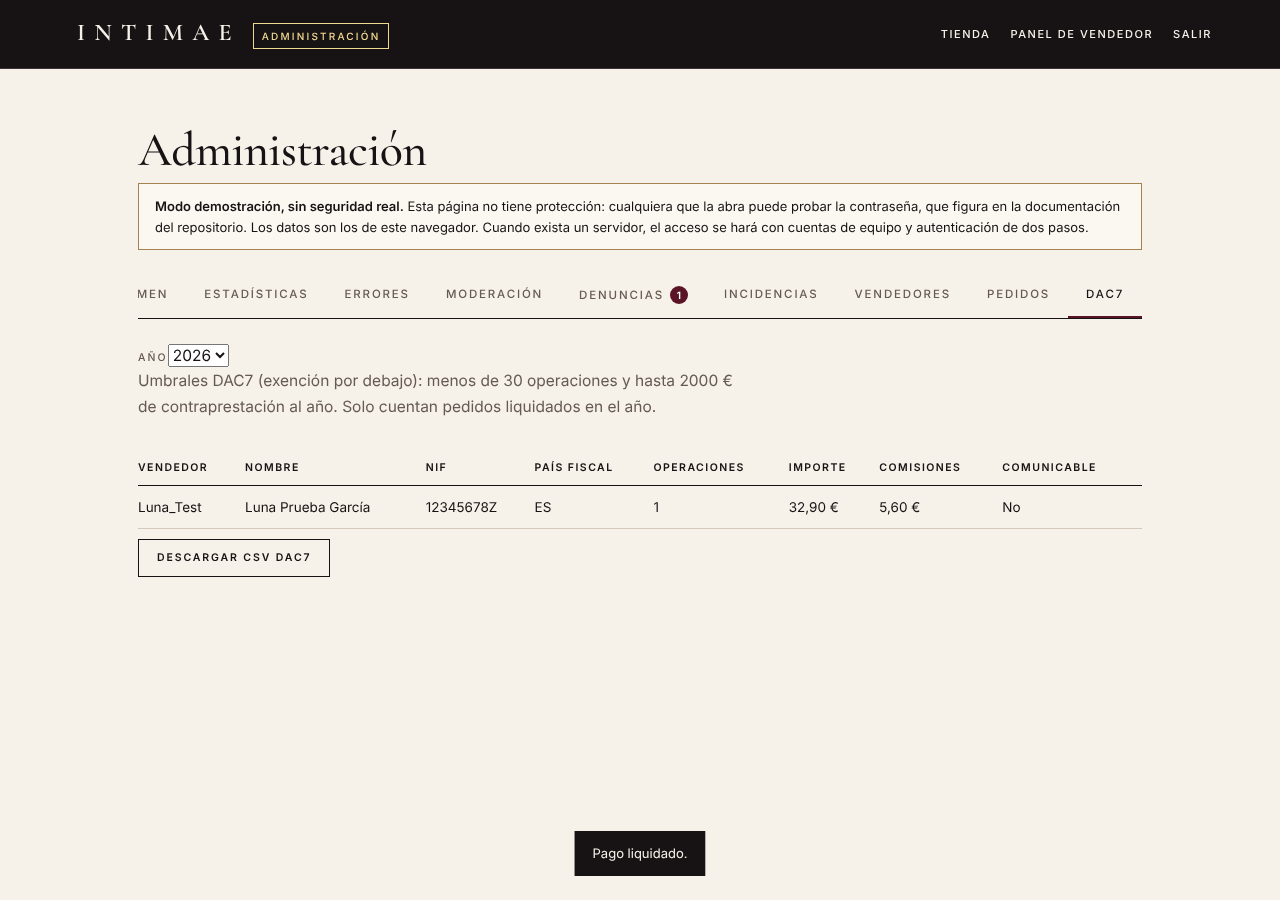 INTIMAE ADMINISTRACIÓN TIENDA PANEL DE VENDEDOR SALIR
Administración
Modo demostración, sin seguridad real. Esta página no tiene protección: cualquiera que la abra puede probar la contraseña, que figura en la documentación
del repositorio. Los datos son los de este navegador. Cuando exista un servidor, el acceso se hará con cuentas de equipo y autenticación de dos pasos.
MEN ESTADÍSTICAS ERRORES MODERACIÓN DENUNCIAS 1 INCIDENCIAS VENDEDORES PEDIDOS DAC7
AÑO 2026
Umbrales DAC7 (exención por debajo): menos de 30 operaciones y hasta 2000 €
de contraprestación al año. Solo cuentan pedidos liquidados en el año.
VENDEDOR NOMBRE NIF PAÍS FISCAL OPERACIONES IMPORTE COMISIONES COMUNICABLE
Luna_Test Luna Prueba García 12345678Z ES 1 32,90 € 5,60 € No
DESCARGAR CSV DAC7
Pago liquidado.